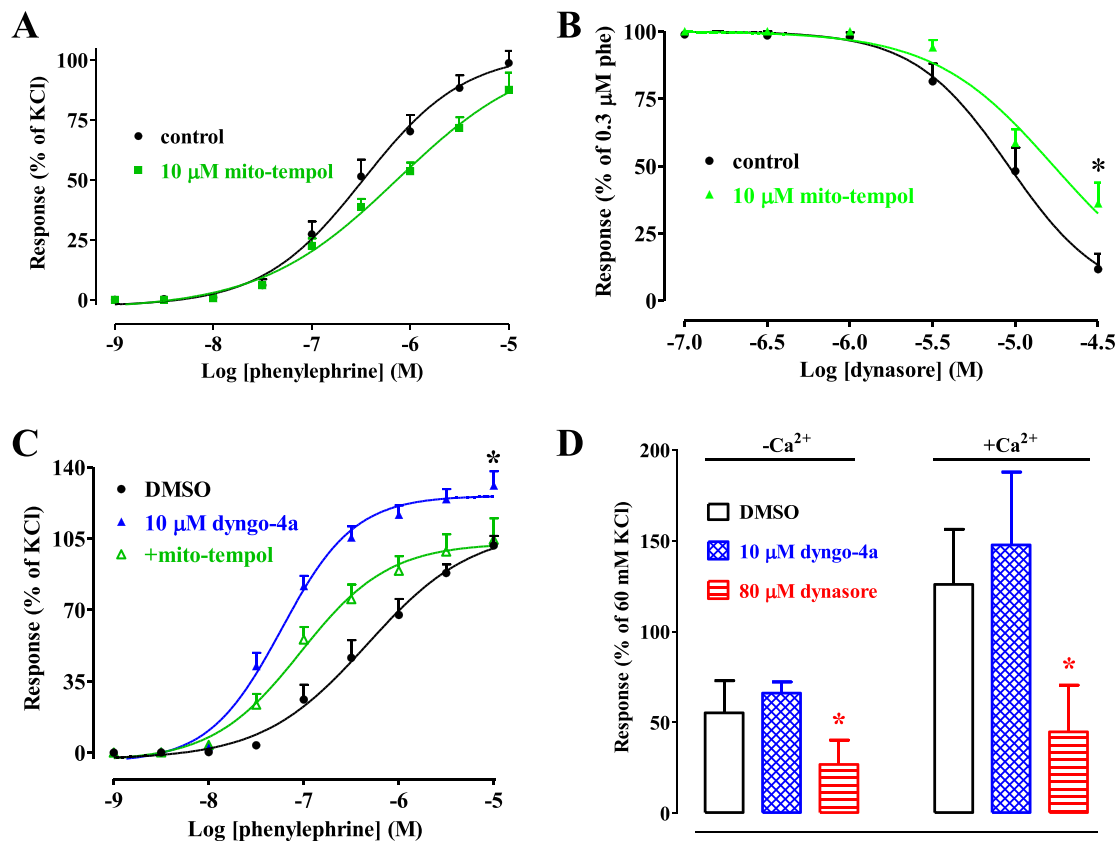 A
Response (% of KCl)
100
75
50
25
0
control
10 μM mito-tempol
-9
-8
-7
-6
-5
Log [phenylephrine] (M)
B
Response (% of 0.3 μM phe)
100
75
50
25
0
control
10 μM mito-tempol
*
-7.0
-6.5
-6.0
-5.5
-5.0
-4.5
Log [dynasore] (M)
C
Response (% of KCl)
140
105
70
35
0
DMSO
10 μM dyngo-4a
+mito-tempol
*
-9
-8
-7
-6
-5
Log [phenylephrine] (M)
D
Response (% of 60 mM KCl)
200
150
100
50
0
-Ca²⁺
+Ca²⁺
DMSO
10 μM dyngo-4a
80 μM dynasore
*
*